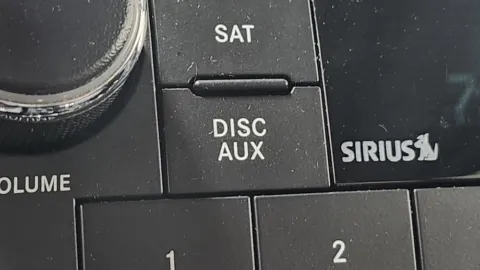 SAT
DISC
AUX
SIRIUS
OLUME
1
2